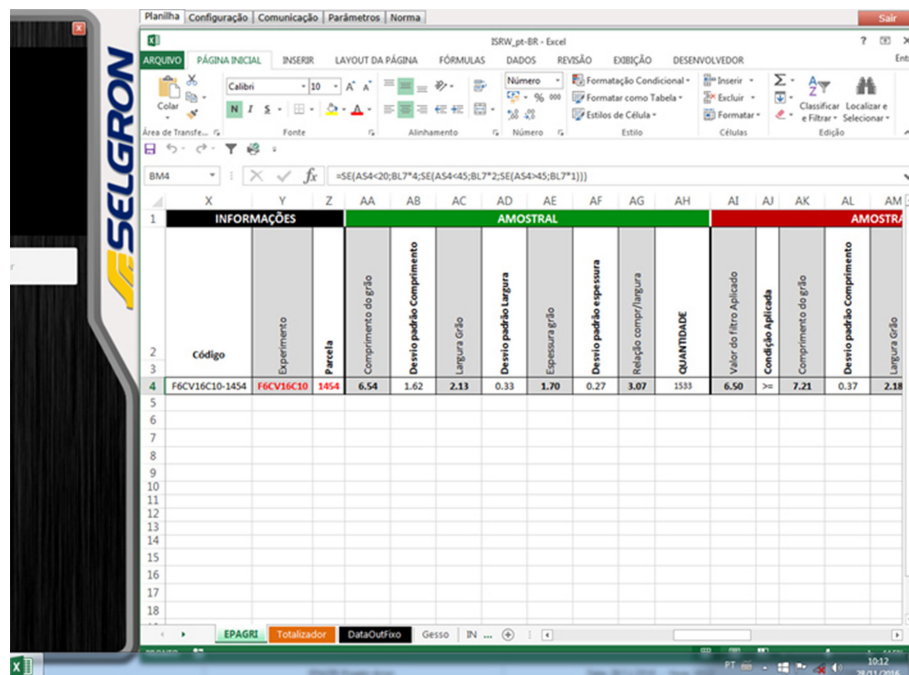 Planilha Configuração Comunicação Parâmetros Norma Sair
ISRW_pt-BR - Excel
ARQUIVO PÁGINA INICIAL INSERIR LAYOUT DA PÁGINA FÓRMULAS DADOS REVISÃO EXIBIÇÃO DESENVOLVEDOR Ent
Colar
Calibri 10
N I S
Número
% 000
Formatação Condicional
Formatar como Tabela
Estilos de Célula
Inserir
Excluir
Formatar
Classificar e Filtrar
Localizar e Selecionar
Área de Transfe... Fonte Alinhamento Número Estilo Células Edição
BM4 =SE(AS4<20;BL7*4;SE(AS4<45;BL7*2;SE(AS4>45;BL7*1)))
X Y Z AA AB AC AD AE AF AG AH AI AJ AK AL AM
1 INFORMAÇÕES AMOSTRAL AMOSTRA
2 Código Experimento Parcela Comprimento do grão Desvio padrão Comprimento Largura Grão Desvio padrão Largura Espessura grão Desvio padrão espessura Relação compr/largura QUANTIDADE Valor do filtro Aplicado Condição Aplicada Comprimento do grão Desvio padrão Comprimento Largura Grão
3
4 F6CV16C10-1454 F6CV16C10 1454 6.54 1.62 2.13 0.33 1.70 0.27 3.07 1533 6.50 >= 7.21 0.37 2.18
5
6
7
8
9
10
11
12
13
14
15
16
17
18
EPAGRI Totalizador DataOutFixo Gesso IN ...
PT 10:12
28/11/2016
SELGRON